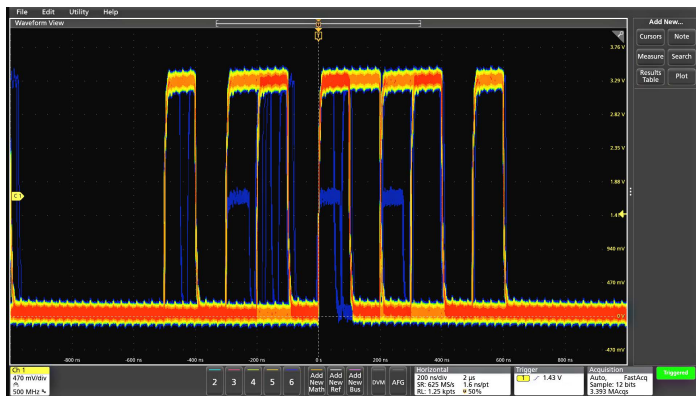 File Edit Utility Help
Waveform View
Add New...
Cursors Note
Measure Search
Results Table Plot
T
3.76 V
3.29 V
2.82 V
2.35 V
1.88 V
1.41 V
940 mV
470 mV
0 V
-470 mV
C1
-800 ns -600 ns -400 ns -200 ns 0 s 200 ns 400 ns 600 ns 800 ns
Ch 1
470 mV/div
500 MHz
2 3 4 5 6
Add New Math
Add New Ref
Add New Bus
DVM AFG
Horizontal
200 ns/div 2 µs
SR: 625 MS/s 1.6 ns/pt
RL: 1.25 kpts 50%
Trigger
1 1.43 V
Acquisition
Auto, FastAcq
Sample: 12 bits
3.393 MAcqs
Triggered